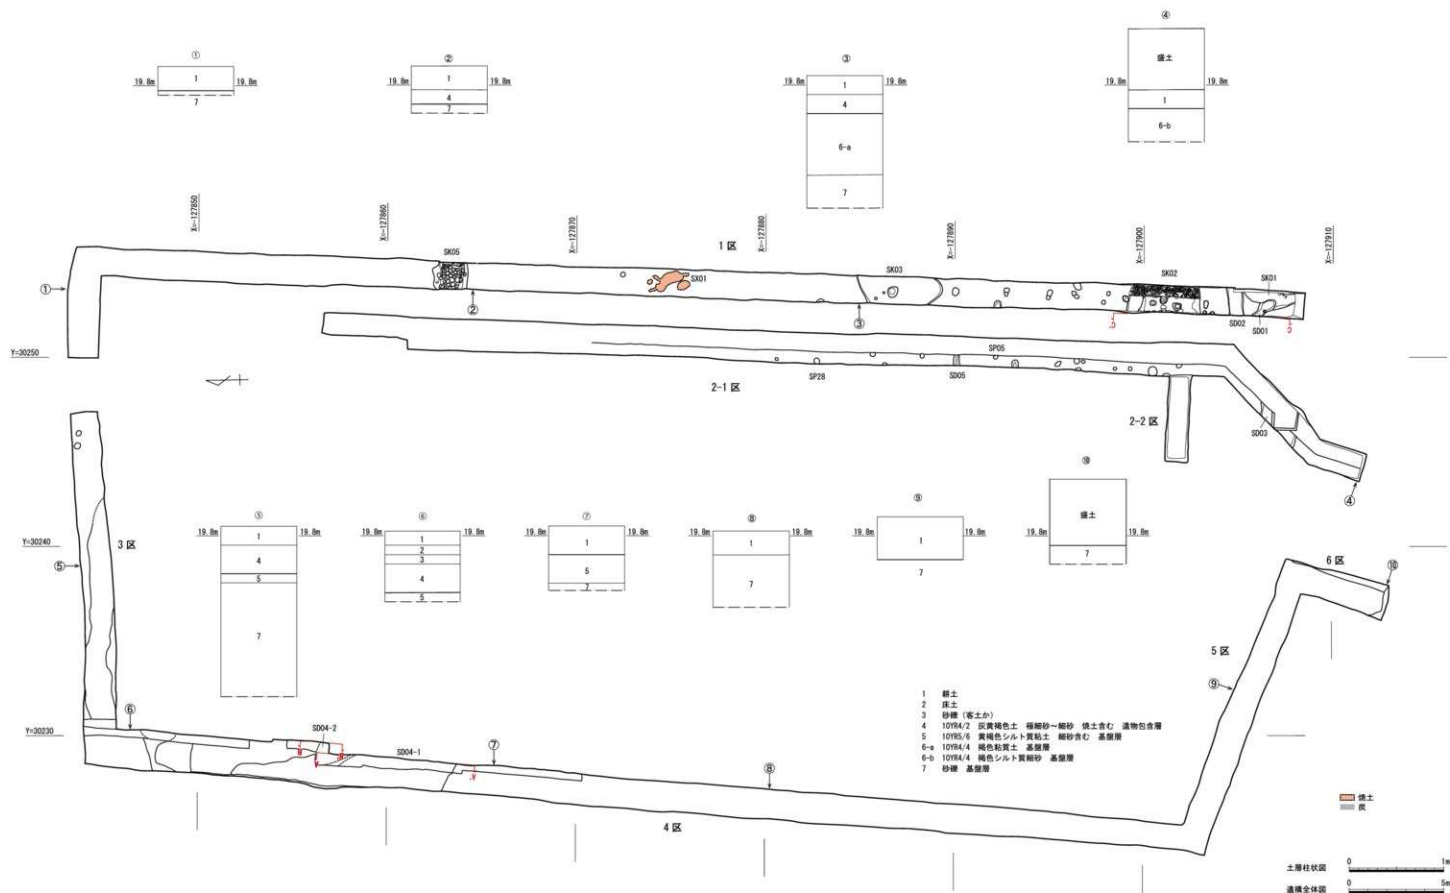 ①
②
③
④
19.8m 1 19.8m
7
19.8m 1 19.8m
4
7
19.8m 1 19.8m
4
6-a
7
盛土
19.8m 19.8m
1
6-b
X=-127850
X=-127860
X=-127870
X=-127880
X=-127890
X=-127900
X=-127910
1区
SK05
SX01
SK03
SK02
SK01
①
②
③
SD02
SD01
Y=30250
SP05
SP28
SD05
2-1 区
2-2 区
SD03
④
⑤
⑥
⑦
⑧
⑨
⑩
19.8m 1 19.8m
4
5
7
19.8m 1 19.8m
2
3
4
5
19.8m 1 19.8m
5
7
19.8m 1 19.8m
7
19.8m 1 19.8m
7
盛土
19.8m 19.8m
7
Y=30240
3区
⑤
6区
⑩
5区
⑨
Y=30230
⑥
SD04-2
SD04-1
⑦
⑧
4区
1 耕土
2 床土
3 砂礫（客土か）
4 10YR4/2 灰黄褐色土 極細砂~細砂 焼土含む 遺物包含層
5 10YR5/6 黄褐色シルト質粘土 細砂含む 基盤層
6-a 10YR4/4 褐色粘質土 基盤層
6-b 10YR4/4 褐色シルト質細砂 基盤層
7 砂礫 基盤層
焼土
炭
土層柱状図 0 1m
遺構全体図 0 5m